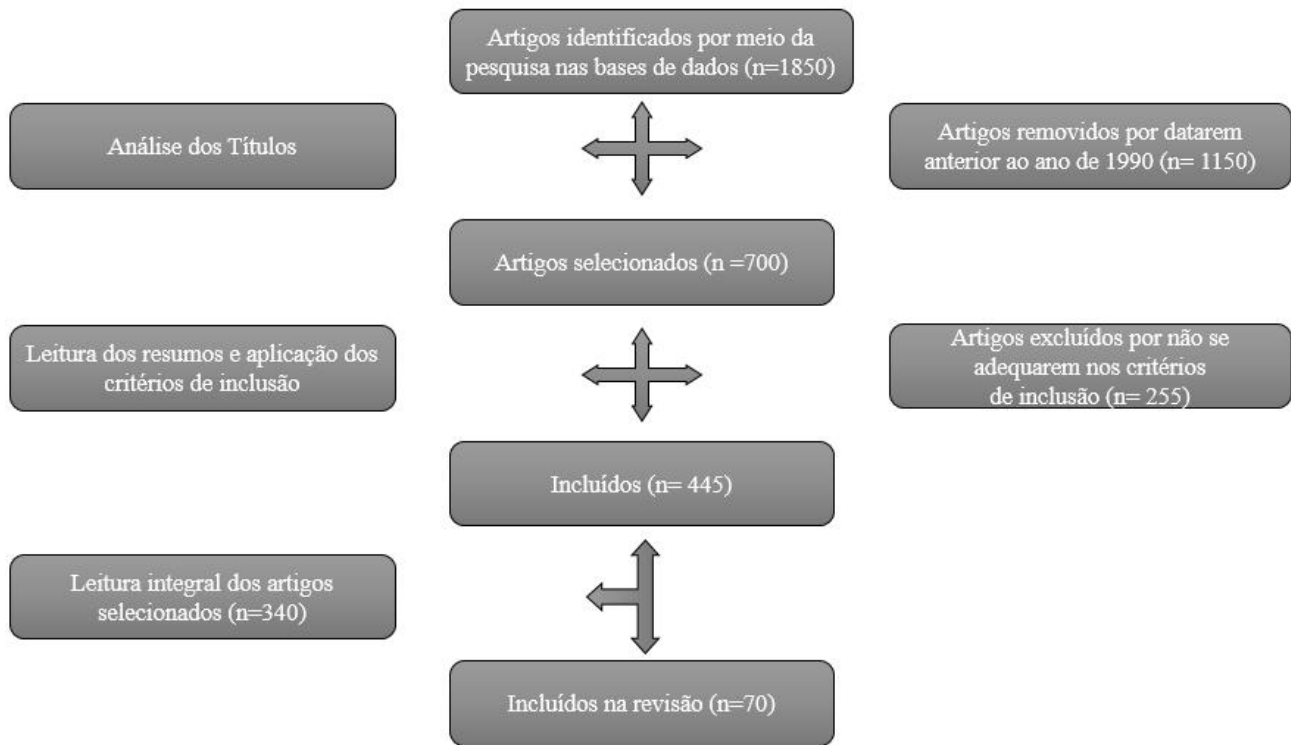 Artigos identificados por meio da
pesquisa nas bases de dados (n=1850)
Análise dos Títulos
Artigos removidos por datarem
anterior ao ano de 1990 (n= 1150)
Artigos selecionados (n =700)
Leitura dos resumos e aplicação dos
critérios de inclusão
Artigos excluídos por não se
adequarem nos critérios
de inclusão (n= 255)
Incluídos (n= 445)
Leitura integral dos artigos
selecionados (n=340)
Incluídos na revisão (n=70)